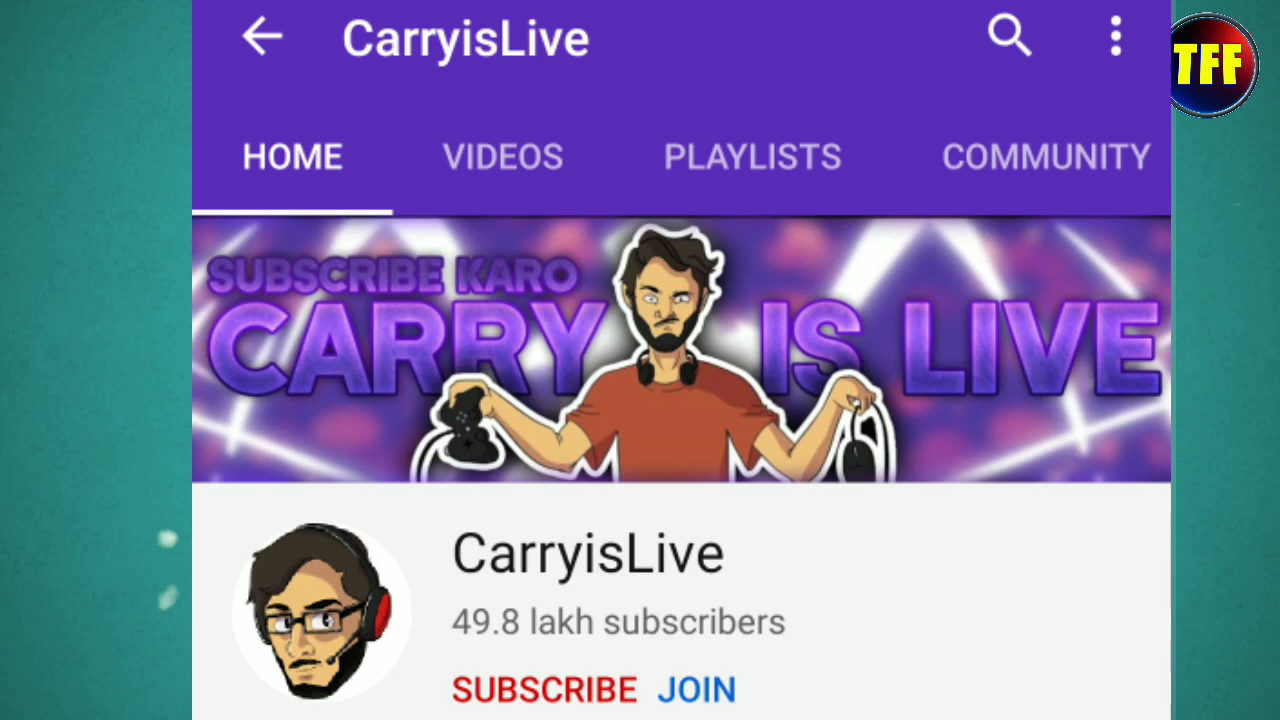 CarryisLive
TFF
HOME VIDEOS PLAYLISTS COMMUNITY
SUBSCRIBE KARO
CARRY IS LIVE
CarryisLive
49.8 lakh subscribers
SUBSCRIBE JOIN